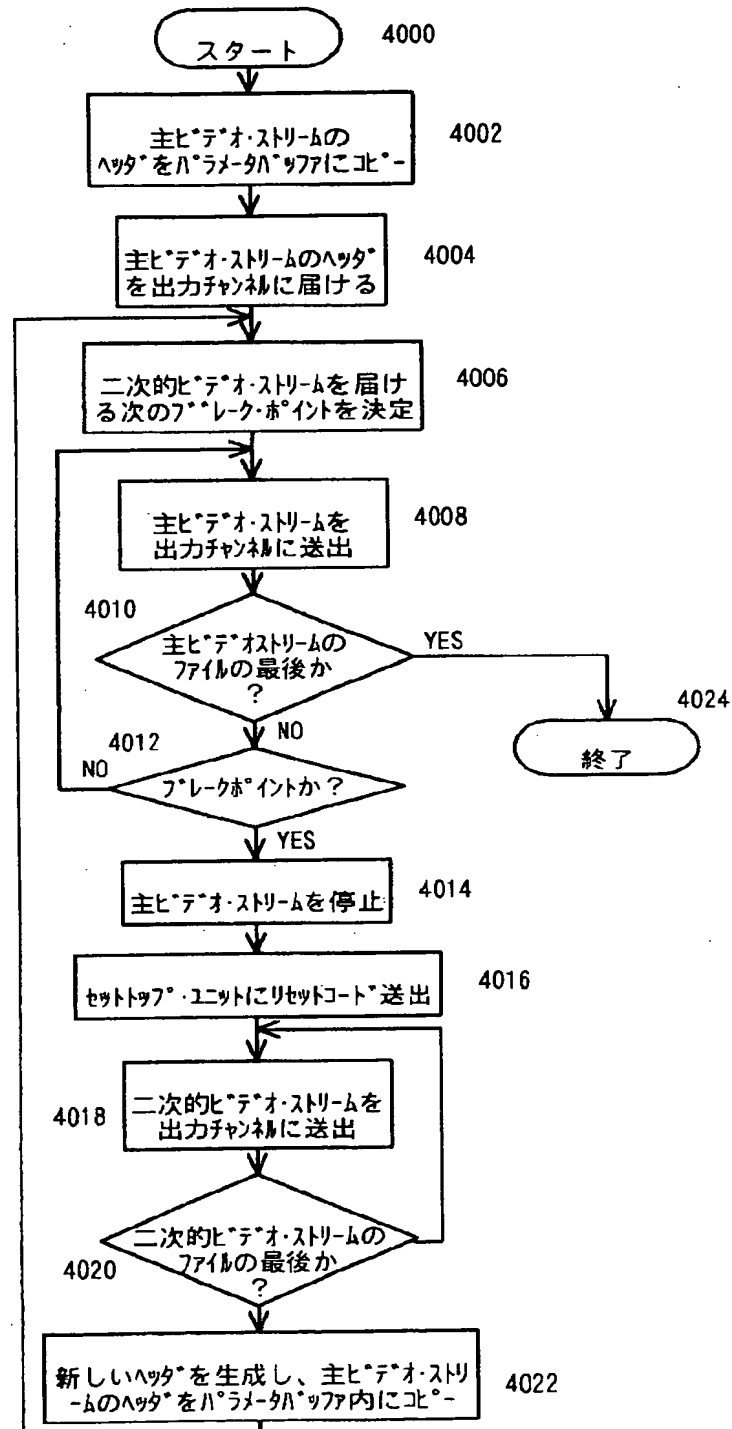 スタート
4000
主ビデオ・ストリームの
ヘッダをパラメータバッファにコピー
4002
主ビデオ・ストリームのヘッダ
を出力チャンネルに届ける
4004
二次的ビデオ・ストリームを届け
る次のブレーク・ポイントを決定
4006
主ビデオ・ストリームを
出力チャンネルに送出
4008
4010
主ビデオストリームの
ファイルの最後か
?
YES
NO
4024
終了
4012
NO
ブレークポイントか?
YES
主ビデオ・ストリームを停止
4014
セットトップ・ユニットにリセットコード送出
4016
4018
二次的ビデオ・ストリームを
出力チャンネルに送出
二次的ビデオ・ストリームの
ファイルの最後か
?
4020
新しいヘッダを生成し、主ビデオ・ストリ
ームのヘッダをパラメータバッファ内にコピー
4022